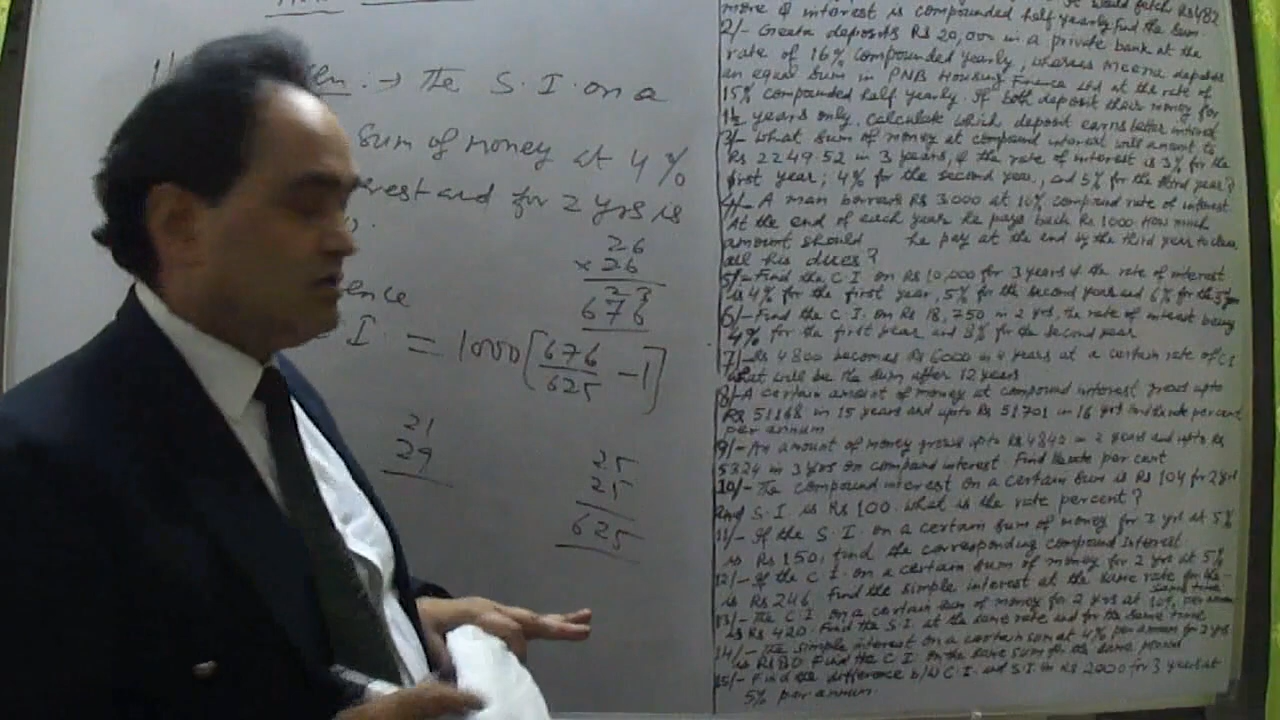 1/
:→ The S.I. on a
Sum of money at 4%
erest and for 2 yrs is
ence
I. = 1000[676/625 - 1]
26
× 26
676
21
29
25
25
625
more if interest is compounded half yearly find the sum
2/- Geeta deposits Rs 20,000 in a private bank at the
rate of 16% compounded yearly, whereas Meena deposits
an equal sum in PNB Housing Finance Ltd at the rate of
15% compounded half yearly. If both deposit their money for
1½ years only, calculate which deposit earns better interest
3/- What sum of money at compound interest will amount to
Rs 2249.52 in 3 years, if the rate of interest is 3% for the
first year, 4% for the second year, and 5% for the third year?
4/- A man borrows Rs 3000 at 10% compound rate of interest
At the end of each year he pays back Rs 1000. How much
amount should he pay at the end of the third year to clear
all his dues?
5/- Find the C.I. on Rs 10,000 for 3 years if the rate of interest
is 4% for the first year, 5% for the second year and 6% for the 3rd yr
6/- Find the C.I. on Rs 18,750 in 2 yrs, the rate of interest being
4% for the first year and 8% for the second year
7/- Rs 4800 becomes Rs 6000 in 4 years at a certain rate of C.I
what will be the sum after 12 years
8/- A certain amount of money at compound interest grows upto
Rs 51168 in 15 years and upto Rs 51701 in 16 yrs find rate percent
per annum
9/- An amount of money grows upto Rs 4840 in 2 years and upto Rs
5324 in 3 yrs on compound interest. Find the rate per cent
10/- The compound interest on a certain sum is Rs 104 for 2 yrs
and S.I. is Rs 100. what is the rate percent?
11/- If the S.I. on a certain sum of money for 3 yrs at 5%
is Rs 150, find the corresponding compound interest
12/- If the C.I. on a certain sum of money for 2 yrs at 5%
is Rs 246. Find the simple interest at the same rate for the same time
13/- The C.I. on a certain sum of money for 2 yrs at 10% per annum
is Rs 420. Find the S.I at the same rate and for the same time
14/- The simple interest on a certain sum at 4% per annum for 2 yrs
is Rs 80 Find the C.I. on the same sum for the same period
15/- Find the difference b/w C.I. and S.I. on Rs 2000 for 3 years at
5% per annum.